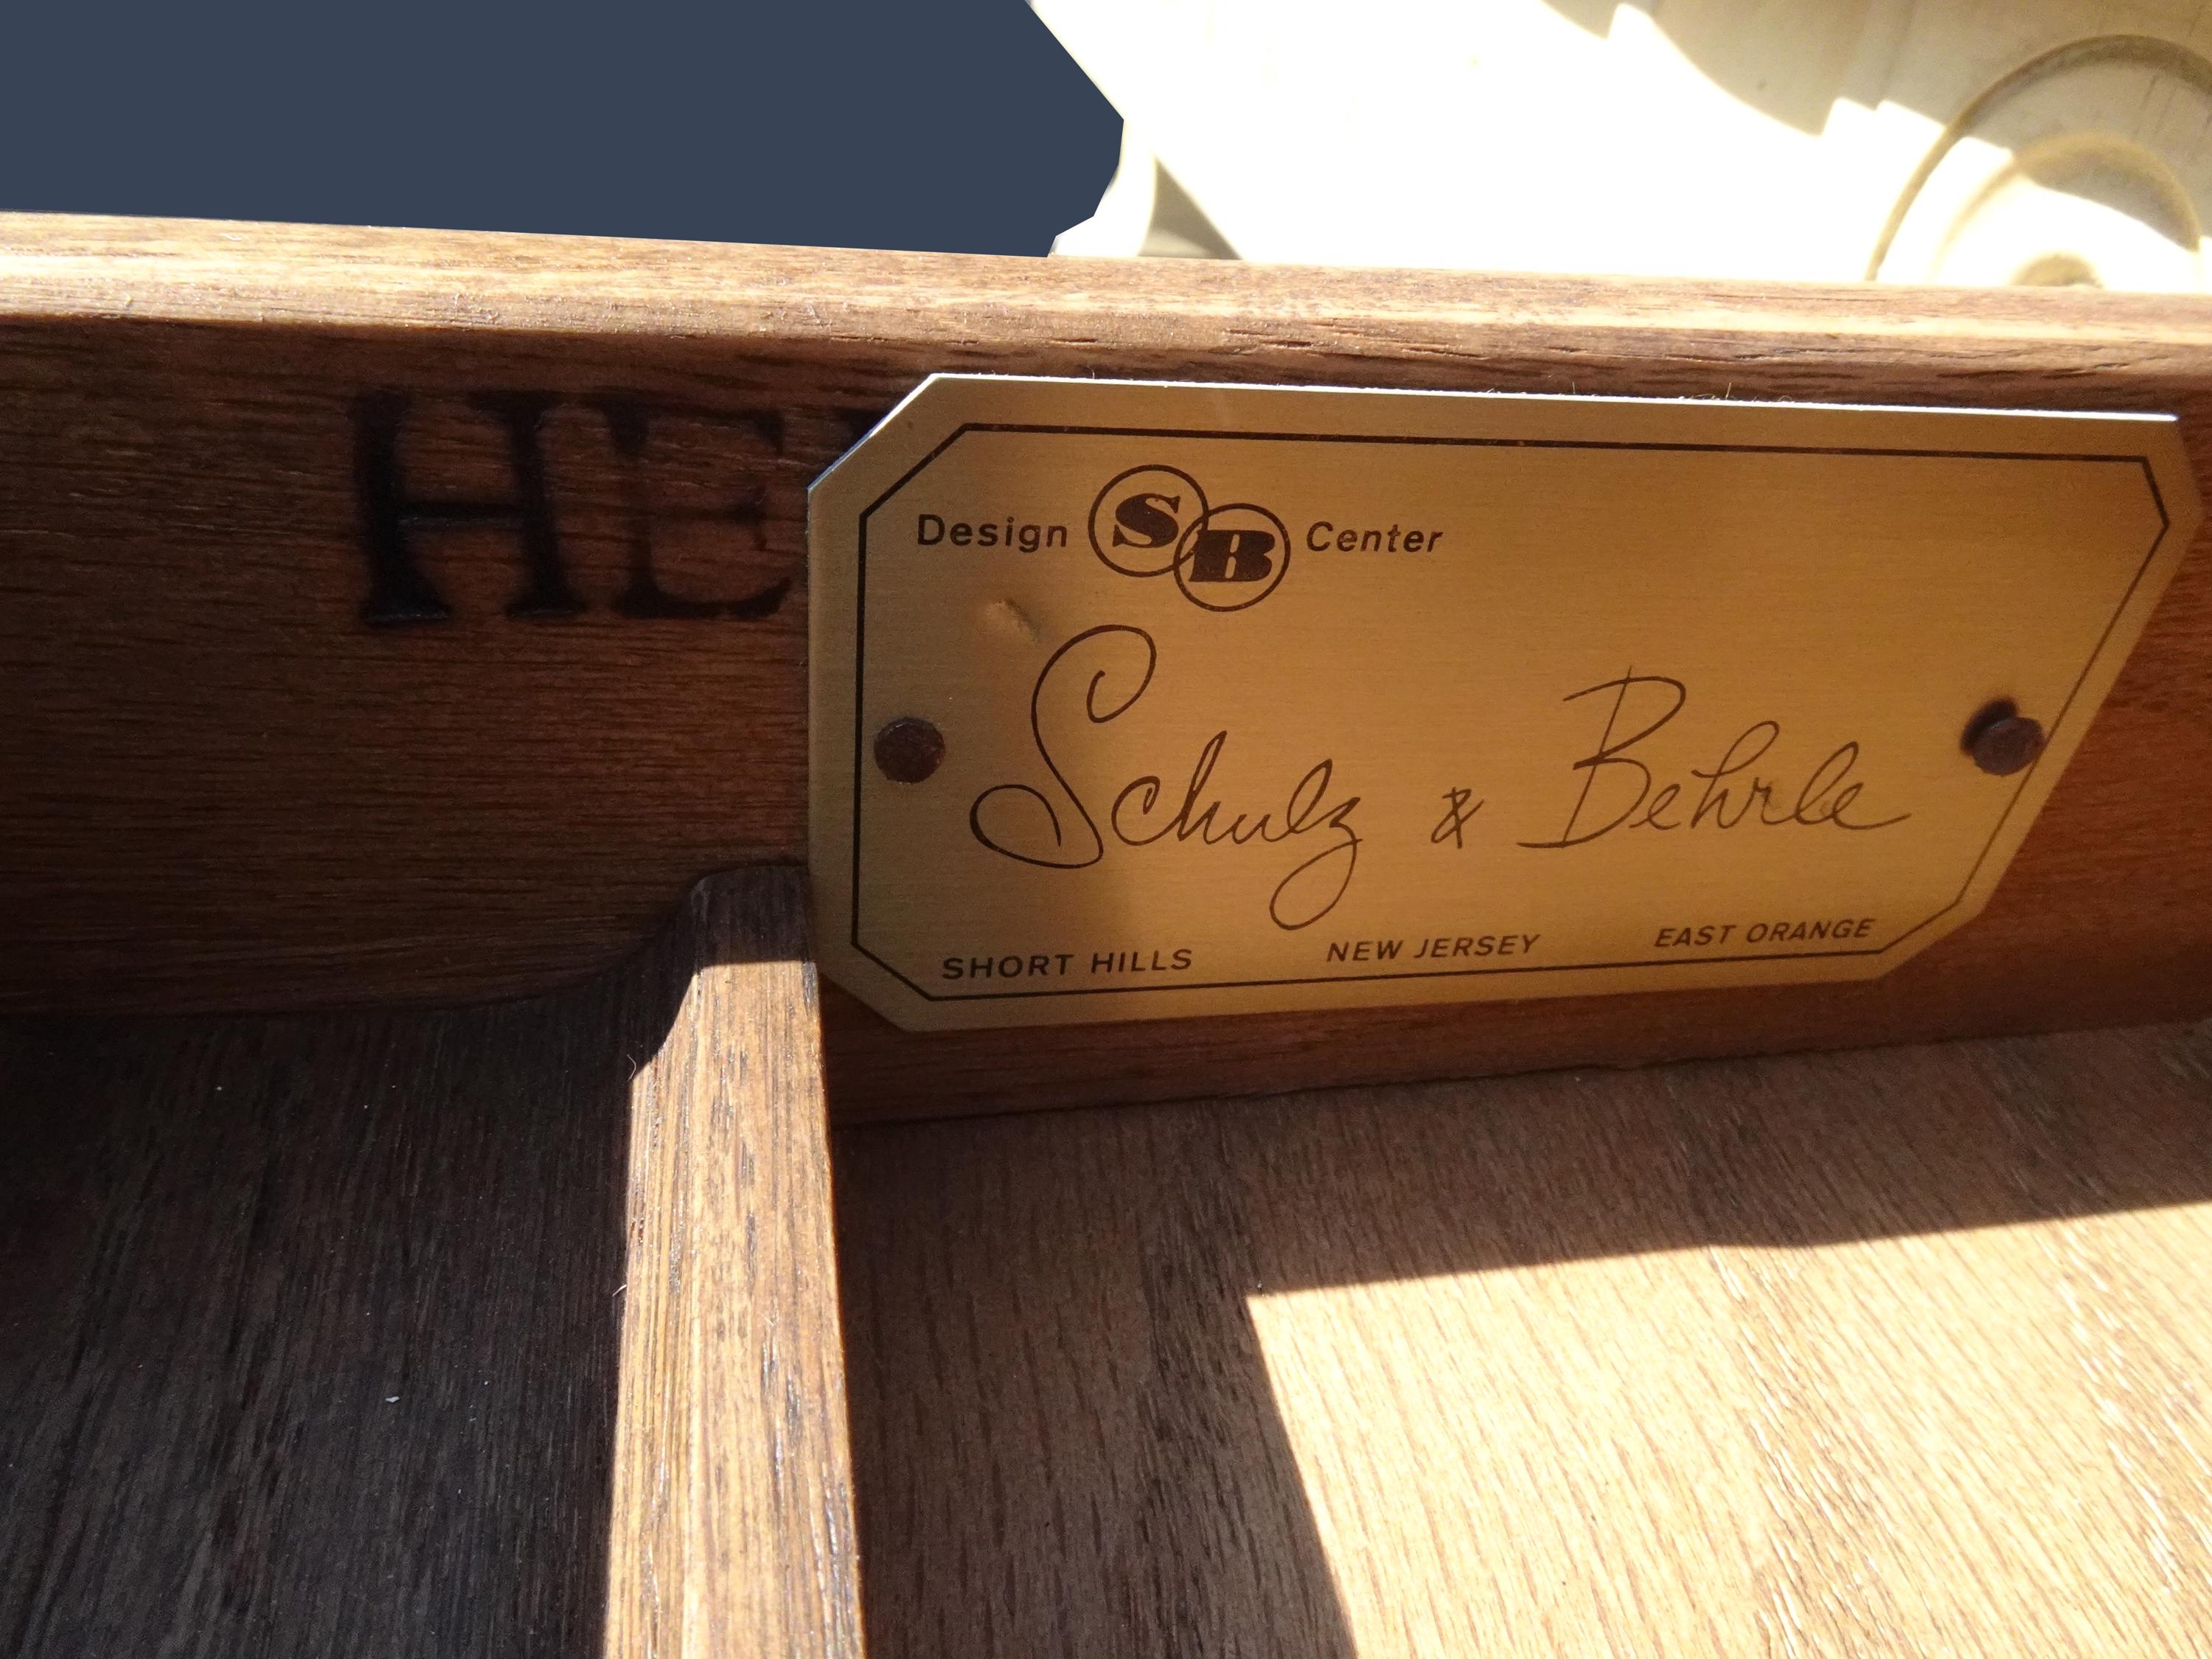 HE
Design SB Center
Schulz & Behrle
SHORT HILLS NEW JERSEY EAST ORANGE